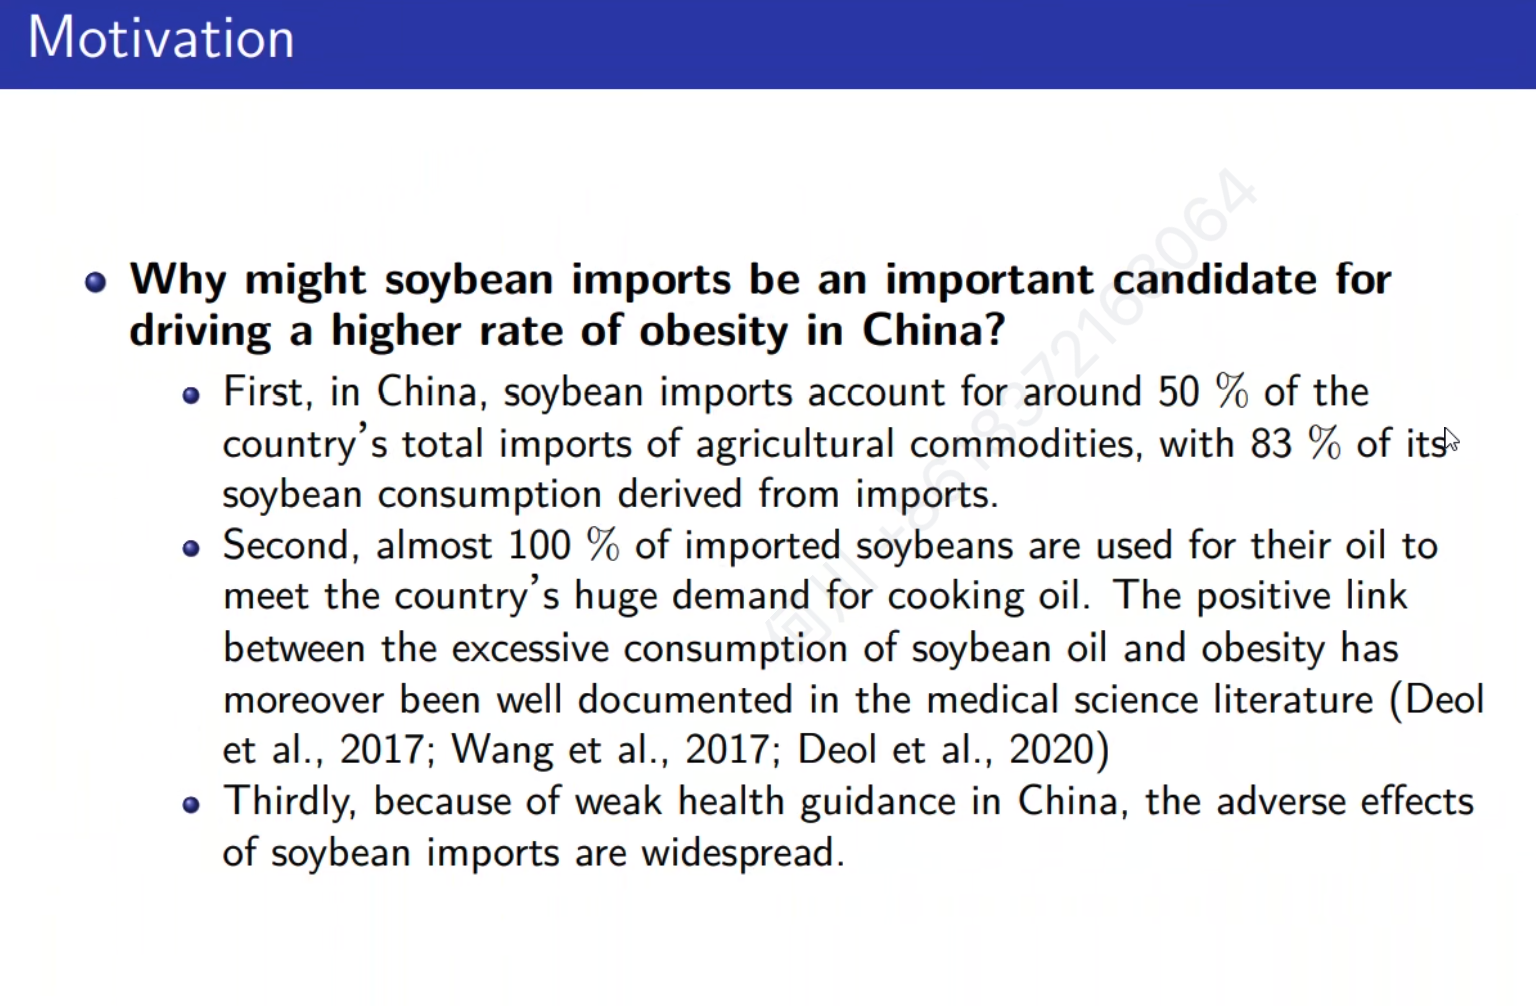 Motivation
Why might soybean imports be an important candidate for
driving a higher rate of obesity in China?
First, in China, soybean imports account for around 50 % of the
country's total imports of agricultural commodities, with 83 % of its
soybean consumption derived from imports.
Second, almost 100 % of imported soybeans are used for their oil to
meet the country's huge demand for cooking oil. The positive link
between the excessive consumption of soybean oil and obesity has
moreover been well documented in the medical science literature (Deol
et al., 2017; Wang et al., 2017; Deol et al., 2020)
Thirdly, because of weak health guidance in China, the adverse effects
of soybean imports are widespread.